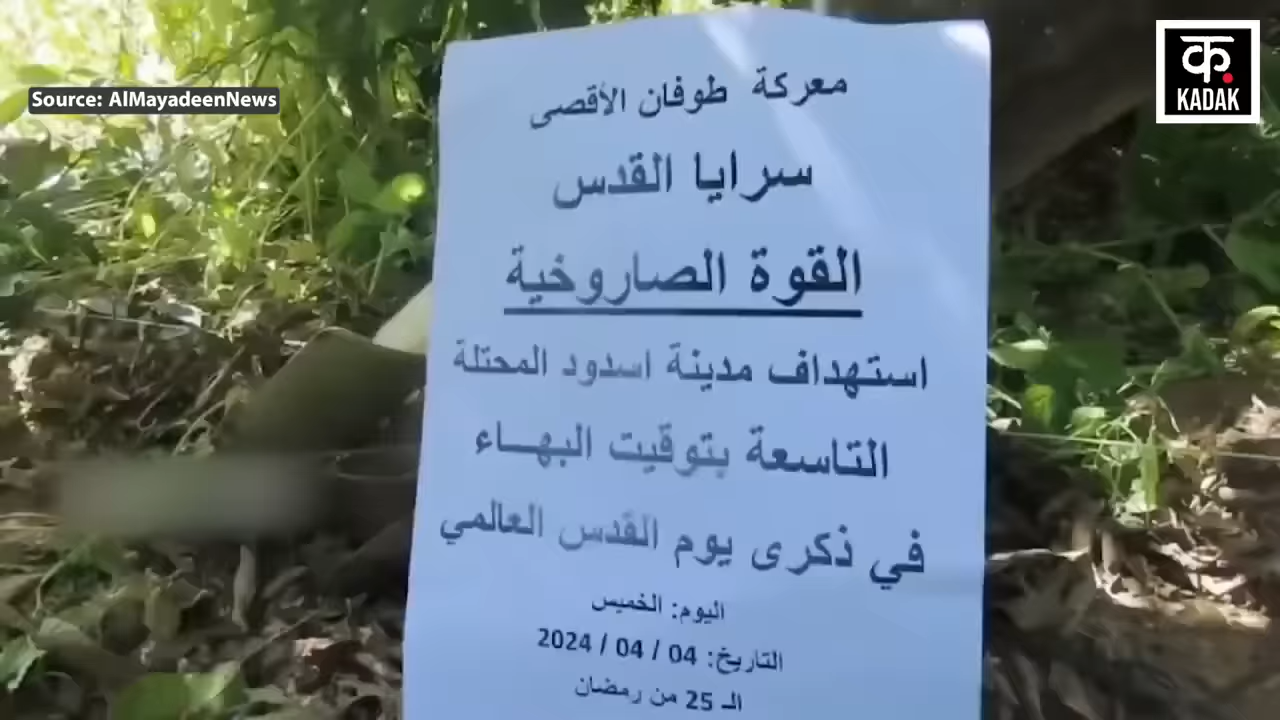 Source: AlMayadeenNews
क
KADAK
معركة طوفان الأقصى
سرايا القدس
القوة الصاروخية
استهداف مدينة اسدود المحتلة
التاسعة بتوقيت البهـــاء
في ذكرى يوم القدس العالمي
اليوم: الخميس
التاريخ: 04 / 04 / 2024
الـ 25 من رمضان